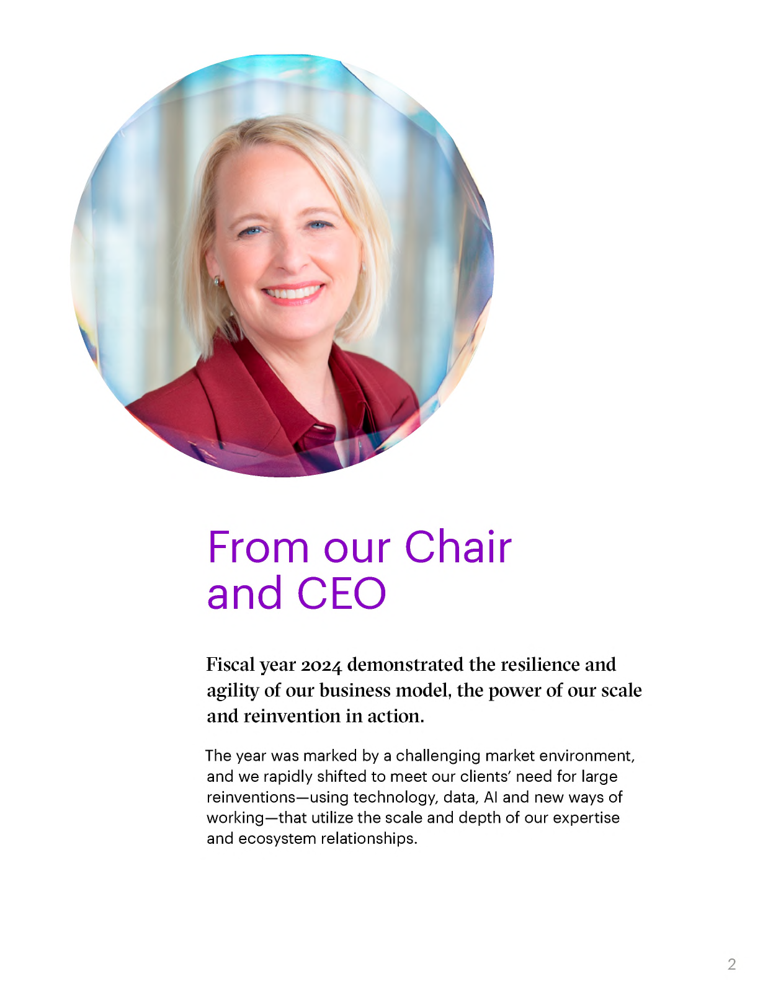 From our Chair
and CEO
Fiscal year 2024 demonstrated the resilience and
agility of our business model, the power of our scale
and reinvention in action.
The year was marked by a challenging market environment,
and we rapidly shifted to meet our clients’ need for large
reinventions—using technology, data, AI and new ways of
working—that utilize the scale and depth of our expertise
and ecosystem relationships.
2